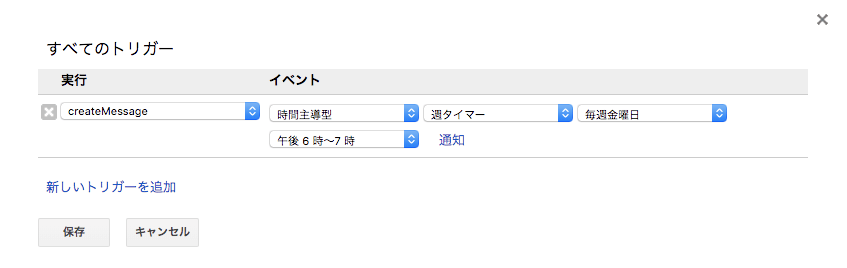 すべてのトリガー
実行 イベント
createMessage 時間主導型 週タイマー 毎週金曜日
午後 6 時〜7 時 通知
新しいトリガーを追加
保存 キャンセル